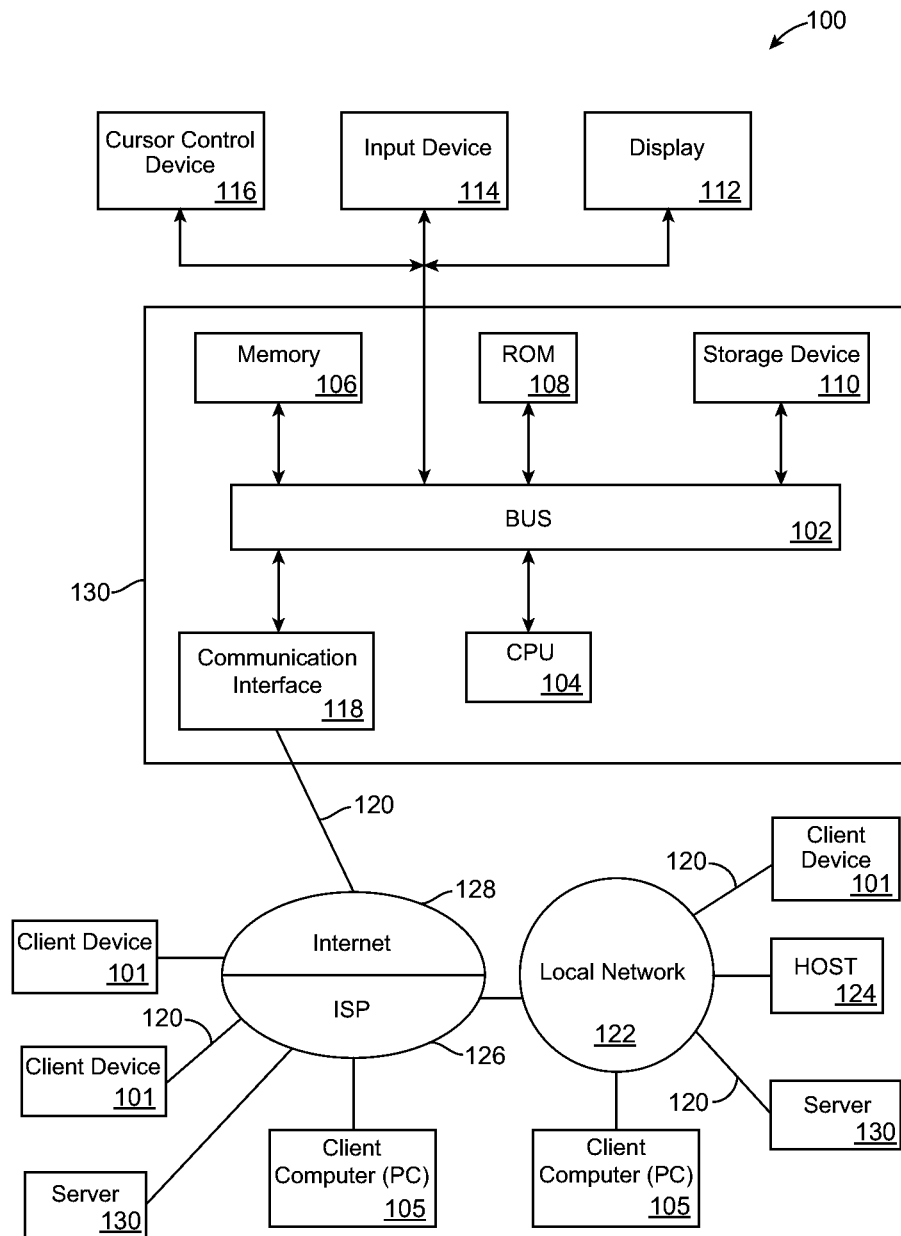 100
Cursor Control
Device
116
Input Device
114
Display
112
Memory
106
ROM
108
Storage Device
110
BUS
102
130
Communication
Interface
118
CPU
104
120
128
120
Client
Device
101
Client Device
101
Internet
Local Network
HOST
124
ISP
120
126
122
Client Device
101
120
Server
130
Client
Computer (PC)
105
Client
Computer (PC)
105
Server
130